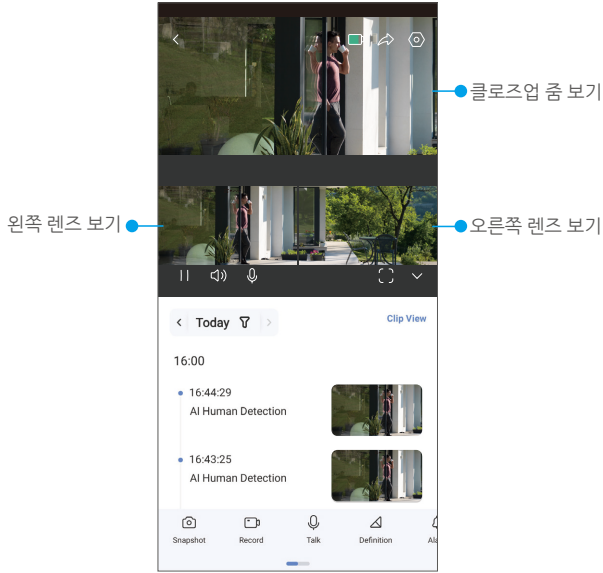 클로즈업 줌 보기
왼쪽 렌즈 보기
오른쪽 렌즈 보기
Today
Clip View
16:00
16:44:29
AI Human Detection
16:43:25
AI Human Detection
Snapshot
Record
Talk
Definition